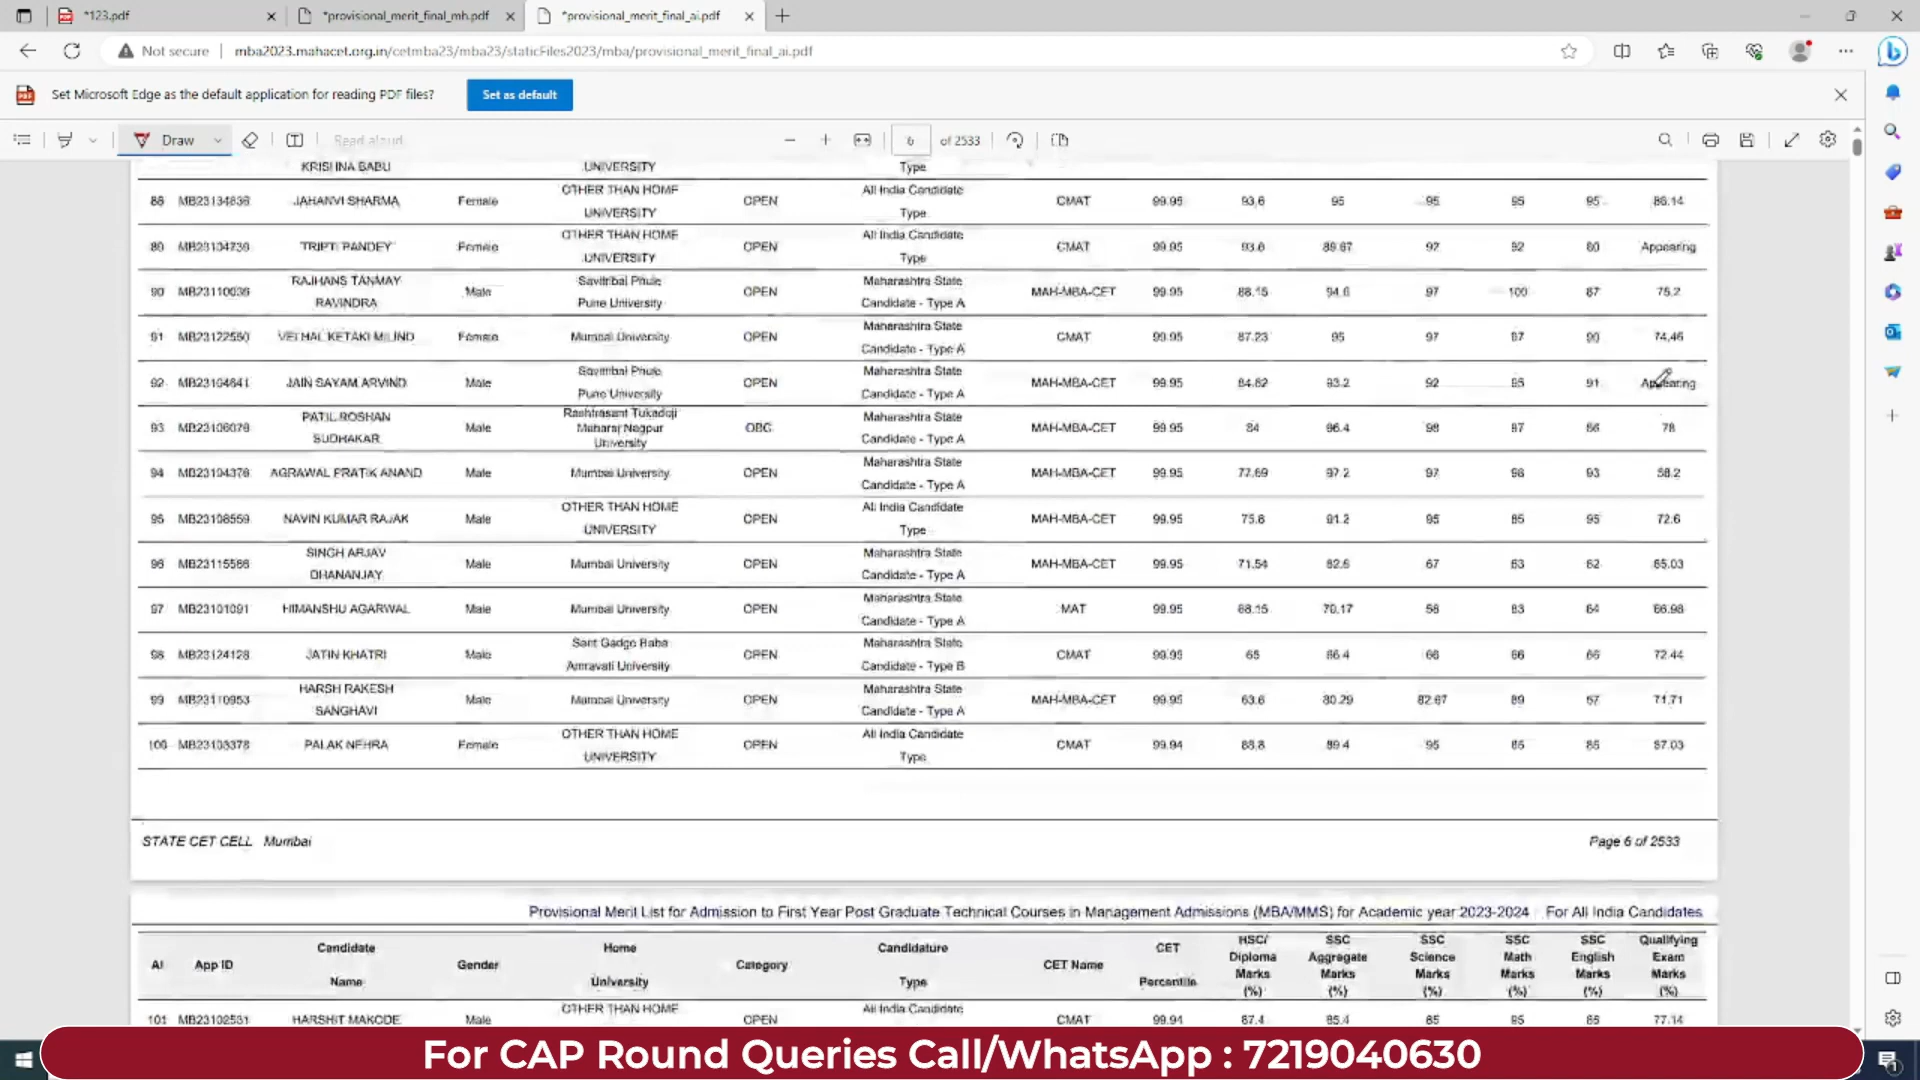 *123.pdf
*provisional_merit_final_mh.pdf
*provisional_merit_final_ai.pdf
Not secure
mba2023.mahacet.org.in/cetmba23/mba23/staticFiles2023/mba/provisional_merit_final_ai.pdf
Set Microsoft Edge as the default application for reading PDF files? Set as default
Draw Read aloud 6 of 2533
BABU UNIVERSITY Type
88 MB23134836 JAHANVI SHARMA Female OTHER THAN HOME UNIVERSITY OPEN All India Candidate Type CMAT 99.95 93.6 95 95 95 95 86.14
89 TRIPTI PANDEY Female OTHER THAN HOME UNIVERSITY OPEN All India Candidate Type CMAT 99.95 93.6 89.67 92 92 80 Appearing
90 RAJHANS TANMAY RAVINDRA Male Savitribai Phule Pune University OPEN Maharashtra State Candidate - Type A MAH-MBA-CET 99.95 88.15 94.6 97 100 87 75.2
91 KETAKI MILIND Female Mumbai University OPEN Maharashtra State Candidate - Type A CMAT 99.95 87.23 95 97 90 74.46
92 JAIN SAYAM ARVIND Male Savitribai Phule Pune University OPEN Maharashtra State Candidate - Type A MAH-MBA-CET 99.95 84.62 93.2 92 95 91 Appearing
93 PATIL ROSHAN SUDHAKAR Male Rashtrasant Tukadoji Maharaj Nagpur University OBC Maharashtra State Candidate - Type A MAH-MBA-CET 99.95 84 96.4 98 97 78
94 AGRAWAL PRATIK ANAND Male Mumbai University OPEN Maharashtra State Candidate - Type A MAH-MBA-CET 99.95 77.69 97.2 97 98 93
95 MB23108559 NAVIN KUMAR RAJAK Male OTHER THAN HOME UNIVERSITY OPEN All India Candidate Type MAH-MBA-CET 99.95 75.6 91.2 95 85 95 72.6
96 SINGH ARJAV DHANANJAY Male Mumbai University OPEN Maharashtra State Candidate - Type A MAH-MBA-CET 99.95 71.54 82.6 67 63 62 65.03
97 MB23101091 HIMANSHU AGARWAL Male Mumbai University OPEN Maharashtra State Candidate - Type A MAT 99.95 68.15 70.17 58 83 64 66.98
98 MB23124128 JATIN KHATRI Male Sant Gadge Baba Amravati University OPEN Maharashtra State Candidate - Type B CMAT 99.95 65 66.4 66 66 66 72.44
99 MB23110953 HARSH RAKESH SANGHAVI Male Mumbai University OPEN Maharashtra State Candidate - Type A MAH-MBA-CET 99.95 63.6 80.29 82.67 89 67 71.71
100 PALAK NEHRA Female OTHER THAN HOME UNIVERSITY OPEN All India Candidate Type CMAT 99.94 88.8 89.4 95 85 85 87.03
STATE CET CELL Mumbai Page 6 of 2533
Provisional Merit List for Admission to First Year Post Graduate Technical Courses in Management Admissions (MBA/MMS) for Academic year 2023-2024 For All India Candidates
AI App ID Candidate Name Gender Home University Category Candidature Type CET Name CET Percentile HSC/ Diploma Marks (%) SSC Aggregate Marks (%) SSC Science Marks (%) SSC Math Marks (%) SSC English Marks (%) Qualifying Exam Marks (%)
101 MB23102531 HARSHIT MAKODE Male OTHER THAN HOME OPEN All India Candidate CMAT 99.94 87.4 85.4 85 95 85 77.14
For CAP Round Queries Call/WhatsApp : 7219040630